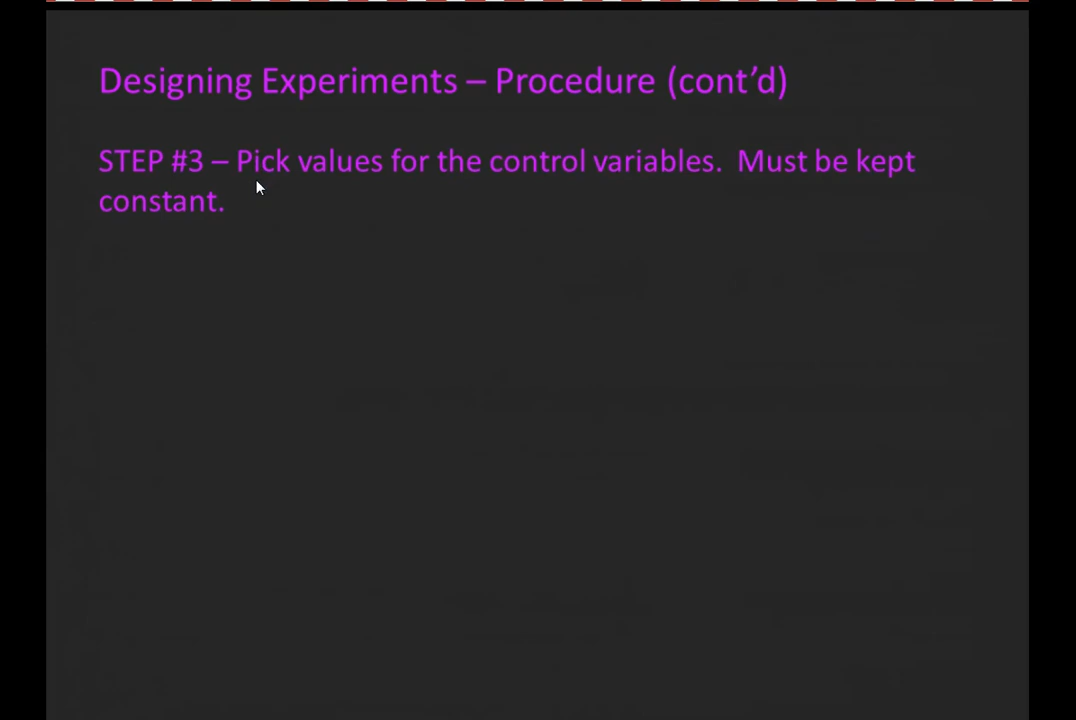 Designing Experiments – Procedure (cont’d)
STEP #3 – Pick values for the control variables.  Must be kept
constant.